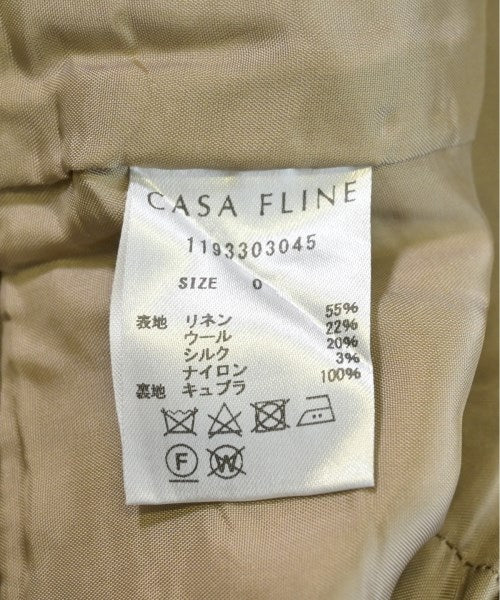 CASA FLINE
1193303045
SIZE 0
表地 リネン 55%
ウール 22%
シルク 20%
ナイロン 3%
裏地 キュプラ 100%
F W